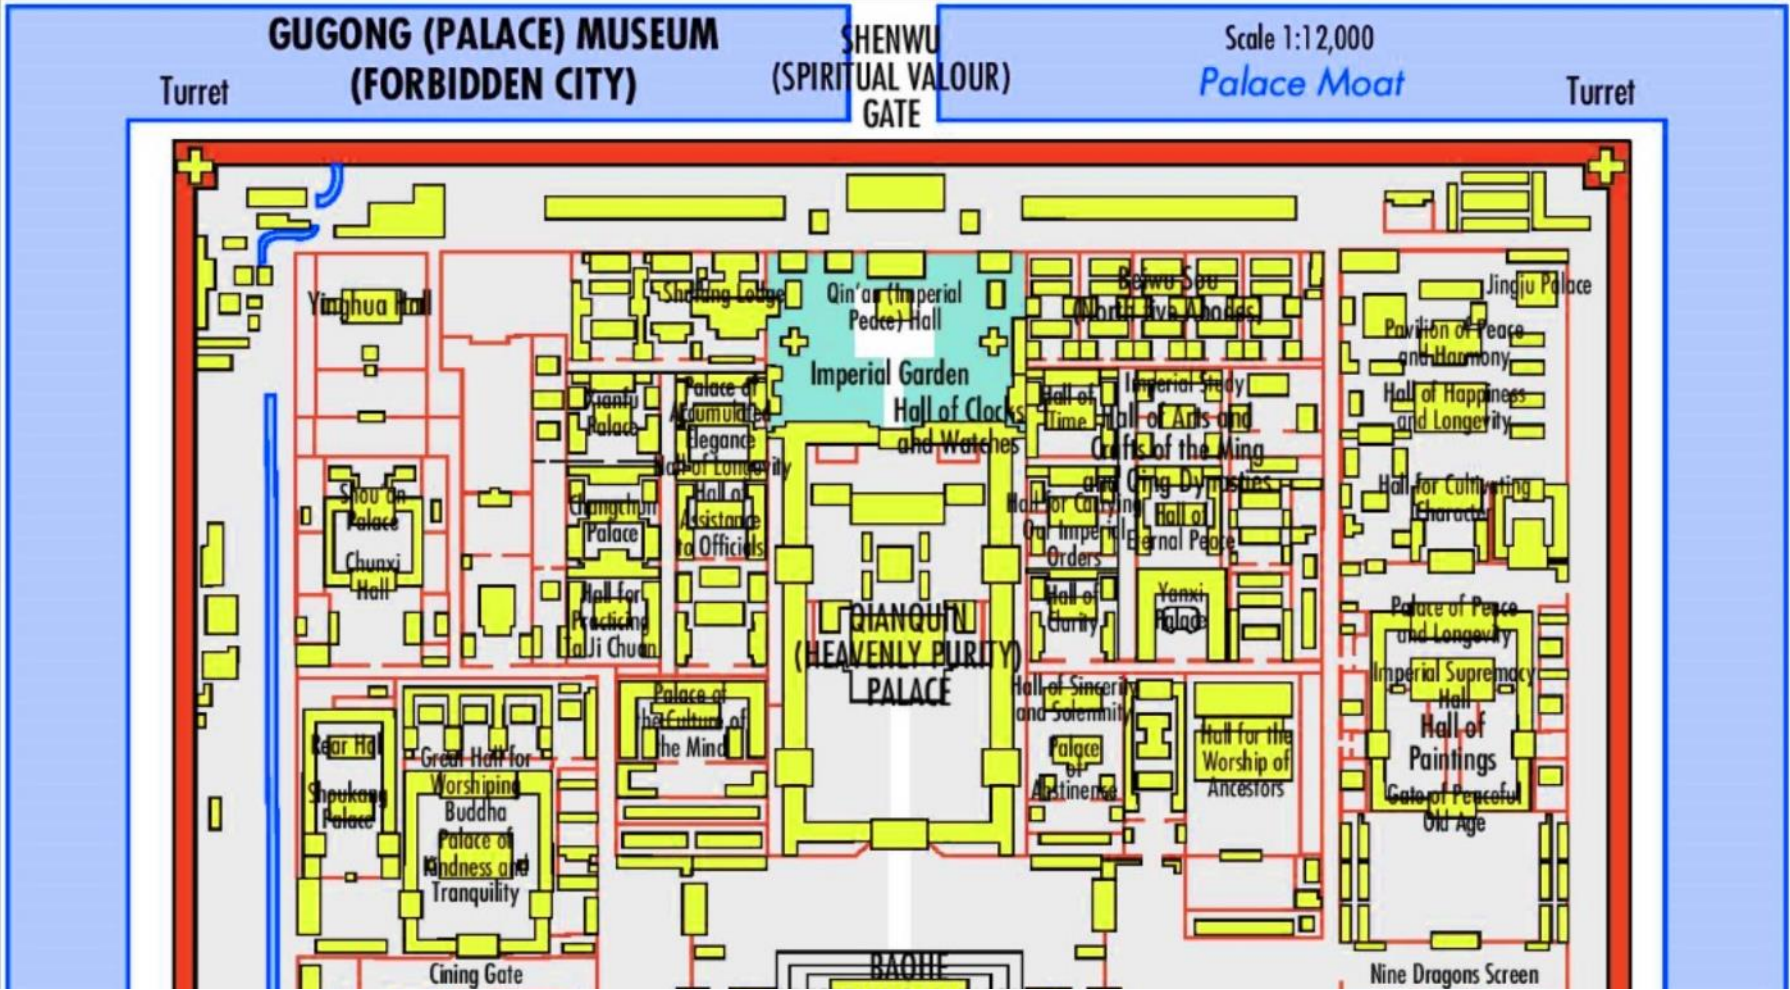 GUGONG (PALACE) MUSEUM
(FORBIDDEN CITY)
SHENWU
(SPIRITUAL VALOUR)
GATE
Scale 1:12,000
Palace Moat
Turret
Turret
Yinghua Hall
Shufang Lodge
Qin'an (Imperial
Peace) Hall
Imperial Garden
Beiwu Suo
(North Five Abodes)
Jingju Palace
Pavilion of Peace
and Harmony
Xianfu
Palace
Palace of
Accumulated
Elegance
Hall of Clocks
and Watches
Hall of
Time
Imperial Study
Hall of Arts and
Crafts of the Ming
and Qing Dynasties
Hall of Happiness
and Longevity
Hall of Longevity
Shou'an
Palace
Chunxi
Hall
Changchun
Palace
Hall of
Assistance
to Officials
Hall for Carrying
Out Imperial
Orders
Hall of
Eternal Peace
Hall for Cultivating
Character
Hall for
Practicing
Tai Ji Chuan
QIANQUIN
(HEAVENLY PURITY)
PALACE
Hall of
Clarity
Yanxi
Palace
Palace of Peace
and Longevity
Imperial Supremacy
Hall
Hall of
Paintings
Gate of Peaceful
Old Age
Palace of
the Culture of
the Mind
Hall of Sincerity
and Solemnity
Palace
of
Abstinense
Hall for the
Worship of
Ancestors
Rear Hall
Shoukang
Palace
Great Hall for
Worshiping
Buddha
Palace of
Kindness and
Tranquility
Cining Gate
BAOHE
Nine Dragons Screen